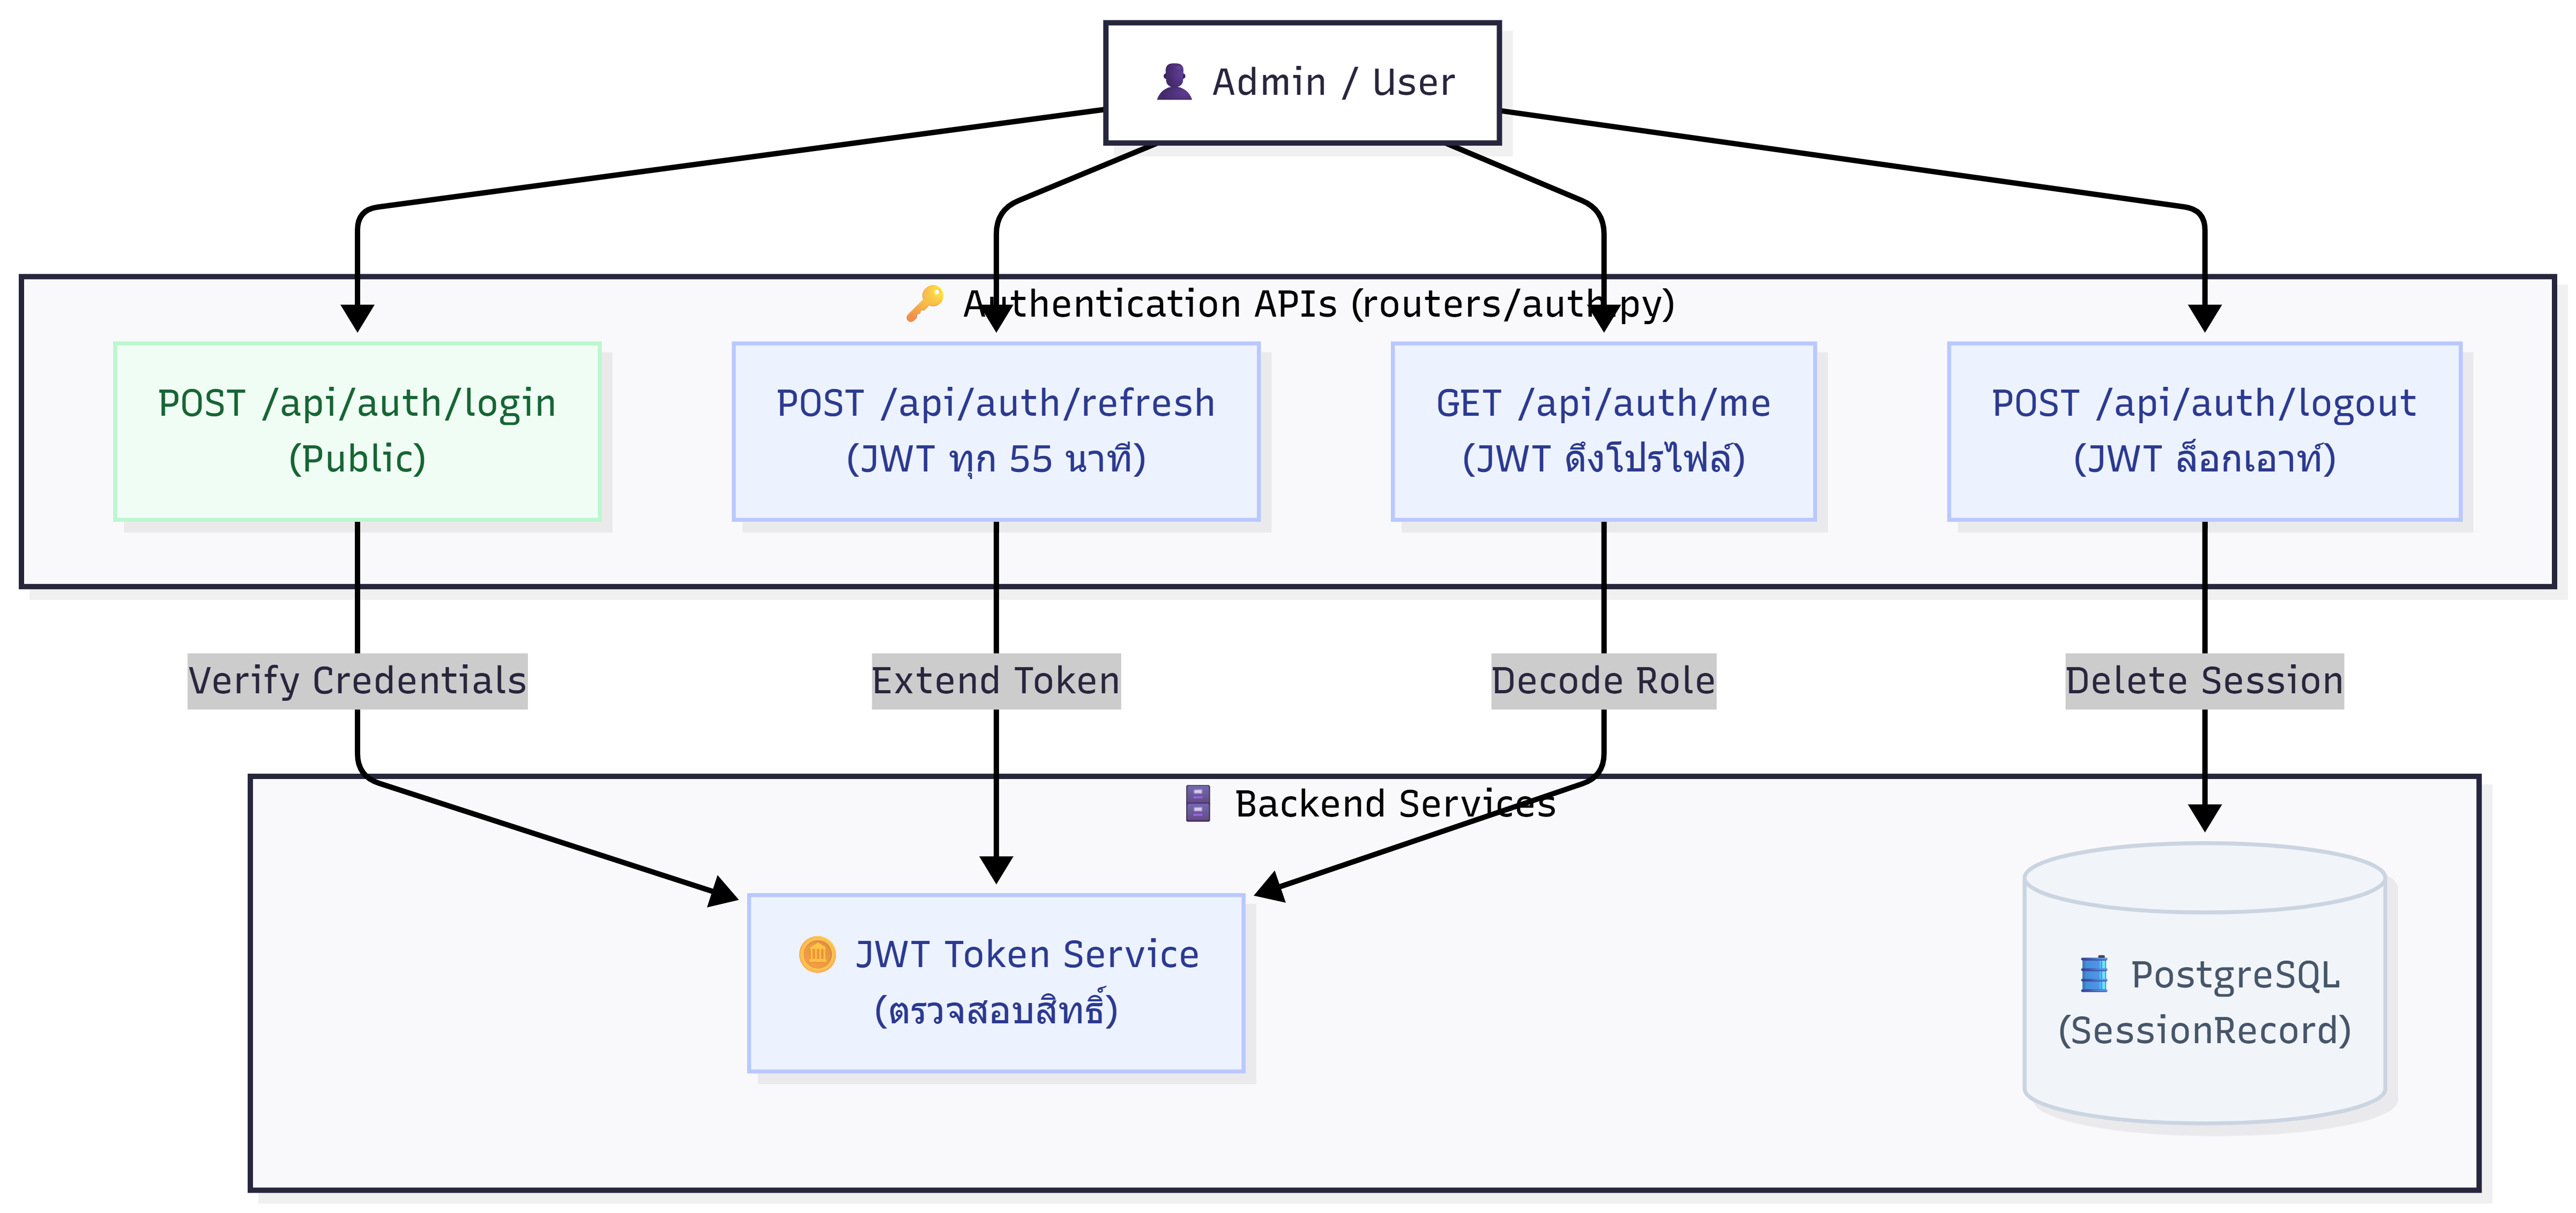 Admin / User
Authentication APIs (routers/auth.py)
POST /api/auth/login
(Public)
POST /api/auth/refresh
(JWT ทุก 55 นาที)
GET /api/auth/me
(JWT ดึงโปรไฟล์)
POST /api/auth/logout
(JWT ล็อกเอาท์)
Verify Credentials
Extend Token
Decode Role
Delete Session
Backend Services
JWT Token Service
(ตรวจสอบสิทธิ์)
PostgreSQL
(SessionRecord)